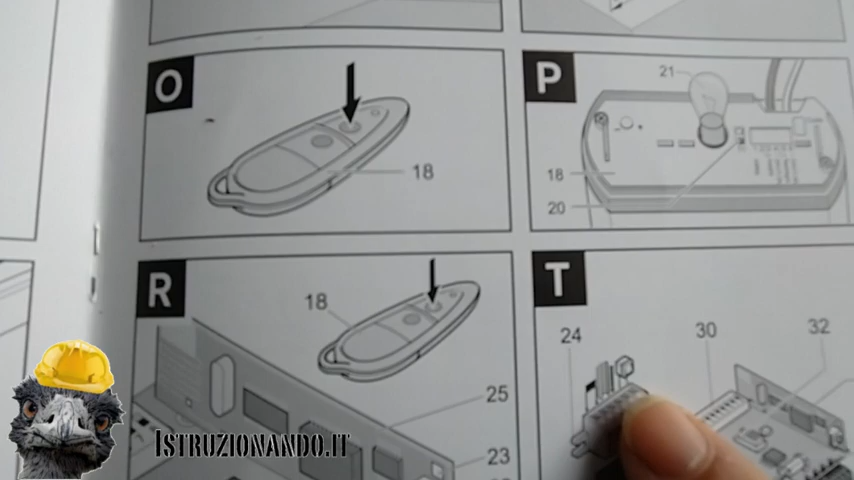 O
18
P
21
18
20
R
18
25
23
T
24
30
32
ISTRUZIONANDO.IT